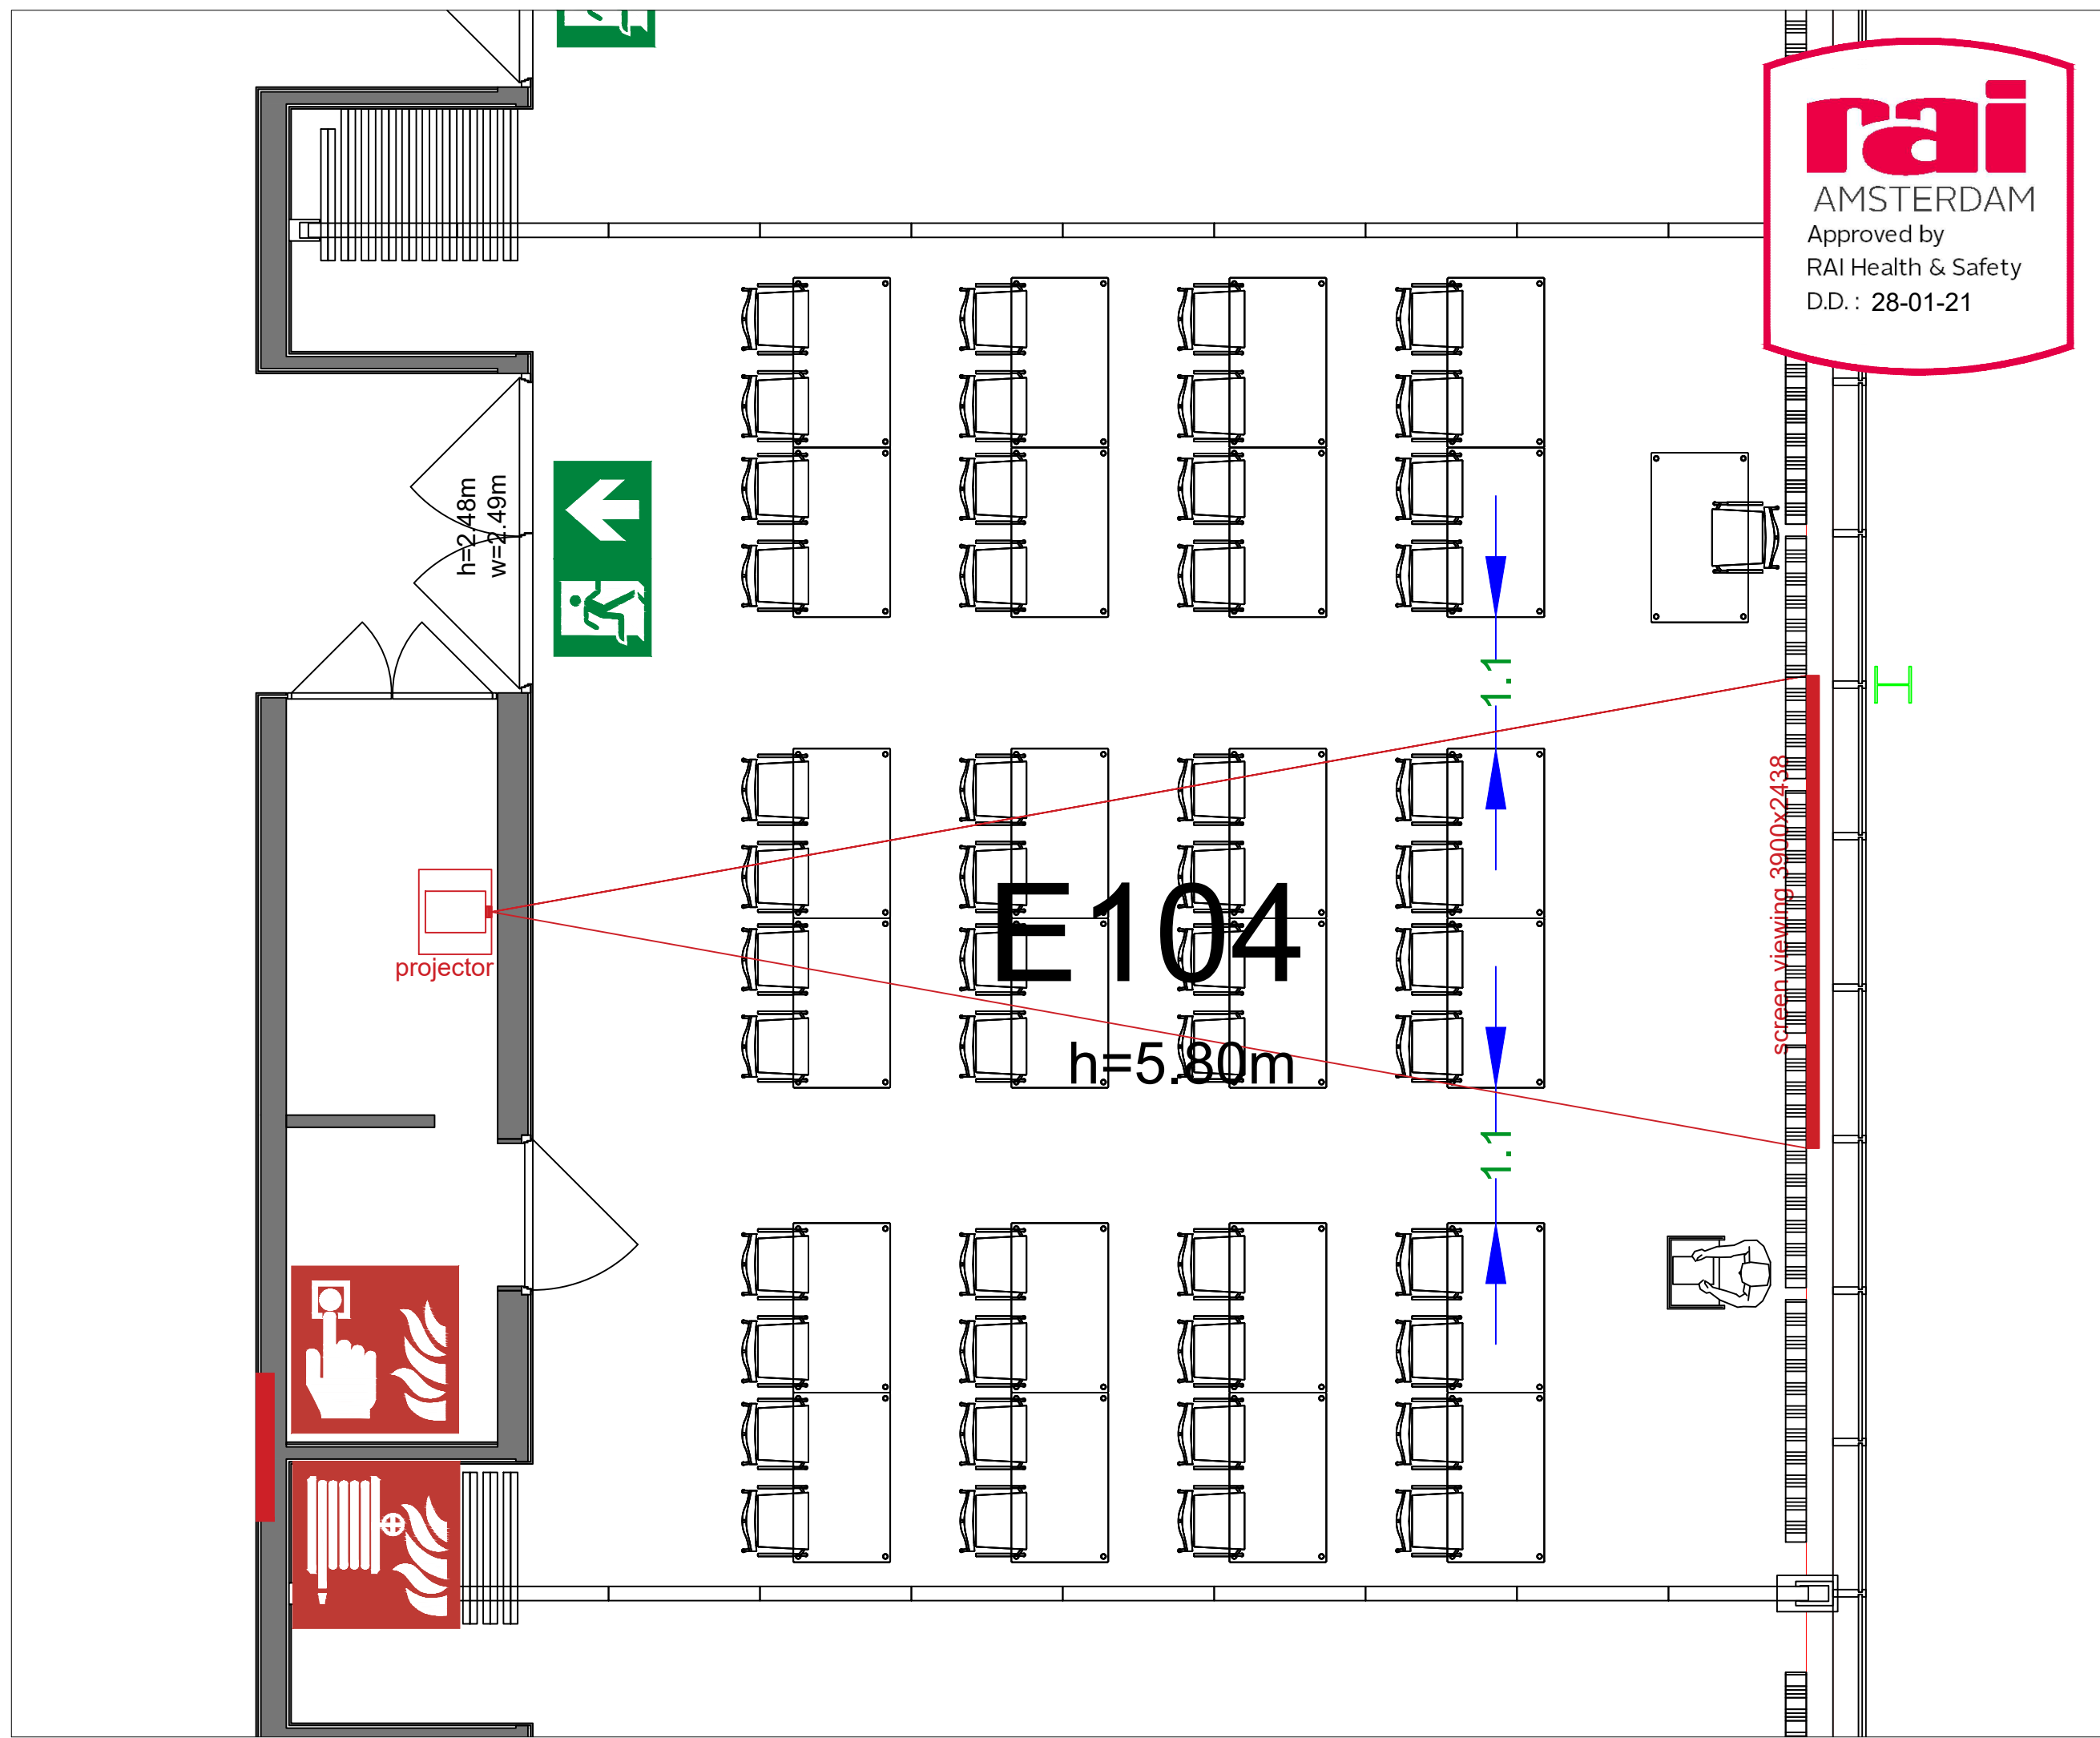 rai
AMSTERDAM
Approved by
RAI Health & Safety
D.D. : 28-01-21
h=2.48m
w=2.49m
1.1
H
screen viewing 3900x2438
projector
E104
h=5.80m
1.1